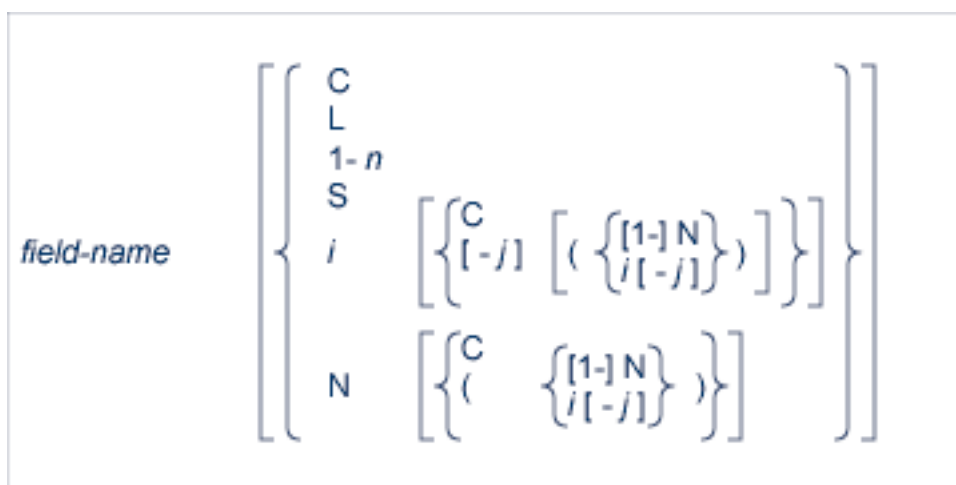 C
L
1- n
S
field-name i [ { C
[ - j ] [ ( { [1-] N
i [ - j ] } ) ] } ]
N [ { C
( { [1-] N
i [ - j ] } ) } ]